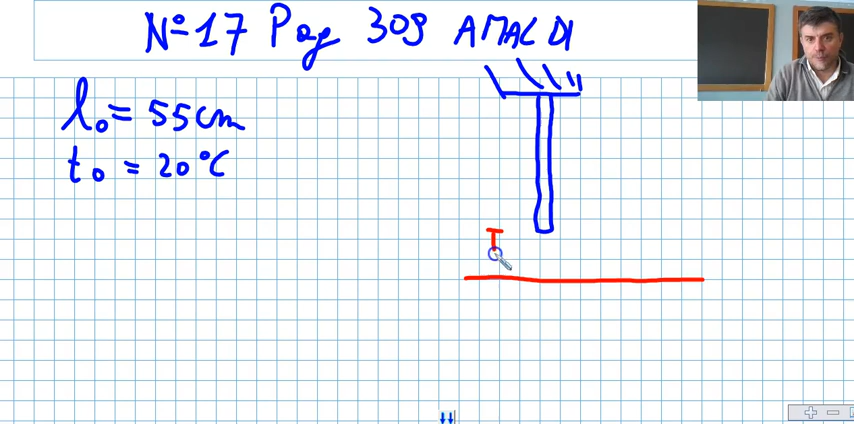 N° 17 Pag 309 AMALDI
l₀ = 55 cm
t₀ = 20°C